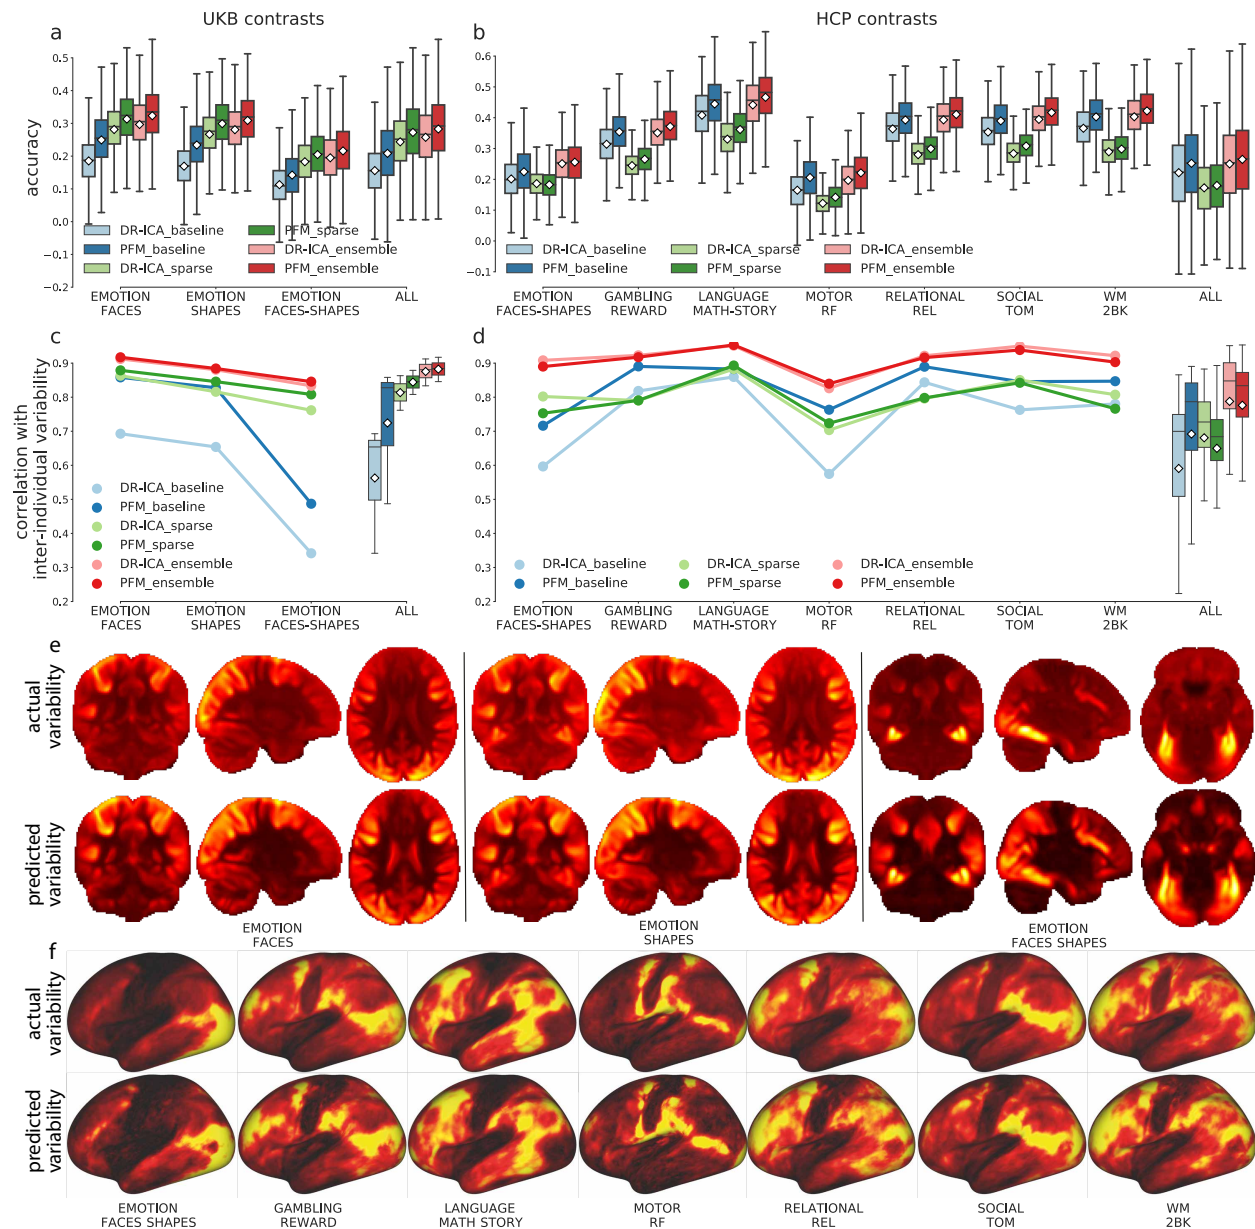 UKB contrasts
HCP contrasts
a
b
accuracy
0.5
0.4
0.3
0.2
0.1
0.0
−0.1
−0.2
DR-ICA_baseline
PFM_baseline
DR-ICA_sparse
PFM_sparse
DR-ICA_ensemble
PFM_ensemble
EMOTION
FACES
EMOTION
SHAPES
EMOTION
FACES-SHAPES
ALL
0.6
0.5
0.4
0.3
0.2
0.1
0.0
−0.1
DR-ICA_baseline
PFM_baseline
DR-ICA_sparse
PFM_sparse
DR-ICA_ensemble
PFM_ensemble
EMOTION
FACES-SHAPES
GAMBLING
REWARD
LANGUAGE
MATH-STORY
MOTOR
RF
RELATIONAL
REL
SOCIAL
TOM
WM
2BK
ALL
c
d
correlation with
inter-individual variability
0.9
0.8
0.7
0.6
0.5
0.4
0.3
0.2
DR-ICA_baseline
PFM_baseline
DR-ICA_sparse
PFM_sparse
DR-ICA_ensemble
PFM_ensemble
EMOTION
FACES
EMOTION
SHAPES
EMOTION
FACES-SHAPES
ALL
0.9
0.8
0.7
0.6
0.5
0.4
0.3
0.2
DR-ICA_baseline
PFM_baseline
DR-ICA_sparse
PFM_sparse
DR-ICA_ensemble
PFM_ensemble
EMOTION
FACES-SHAPES
GAMBLING
REWARD
LANGUAGE
MATH-STORY
MOTOR
RF
RELATIONAL
REL
SOCIAL
TOM
WM
2BK
ALL
e
actual
variability
predicted
variability
EMOTION
FACES
EMOTION
SHAPES
EMOTION
FACES SHAPES
f
actual
variability
predicted
variability
EMOTION
FACES SHAPES
GAMBLING
REWARD
LANGUAGE
MATH STORY
MOTOR
RF
RELATIONAL
REL
SOCIAL
TOM
WM
2BK